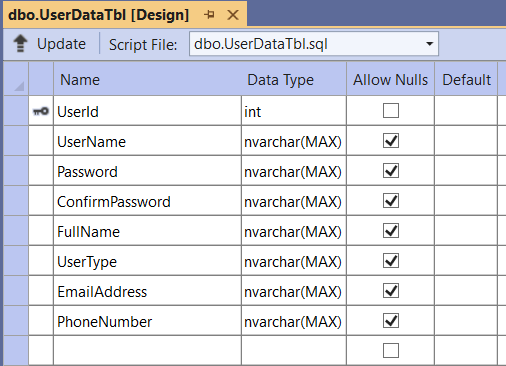 dbo.UserDataTbl [Design]
Update Script File: dbo.UserDataTbl.sql
Name Data Type Allow Nulls Default
UserId int
UserName nvarchar(MAX)
Password nvarchar(MAX)
ConfirmPassword nvarchar(MAX)
FullName nvarchar(MAX)
UserType nvarchar(MAX)
EmailAddress nvarchar(MAX)
PhoneNumber nvarchar(MAX)